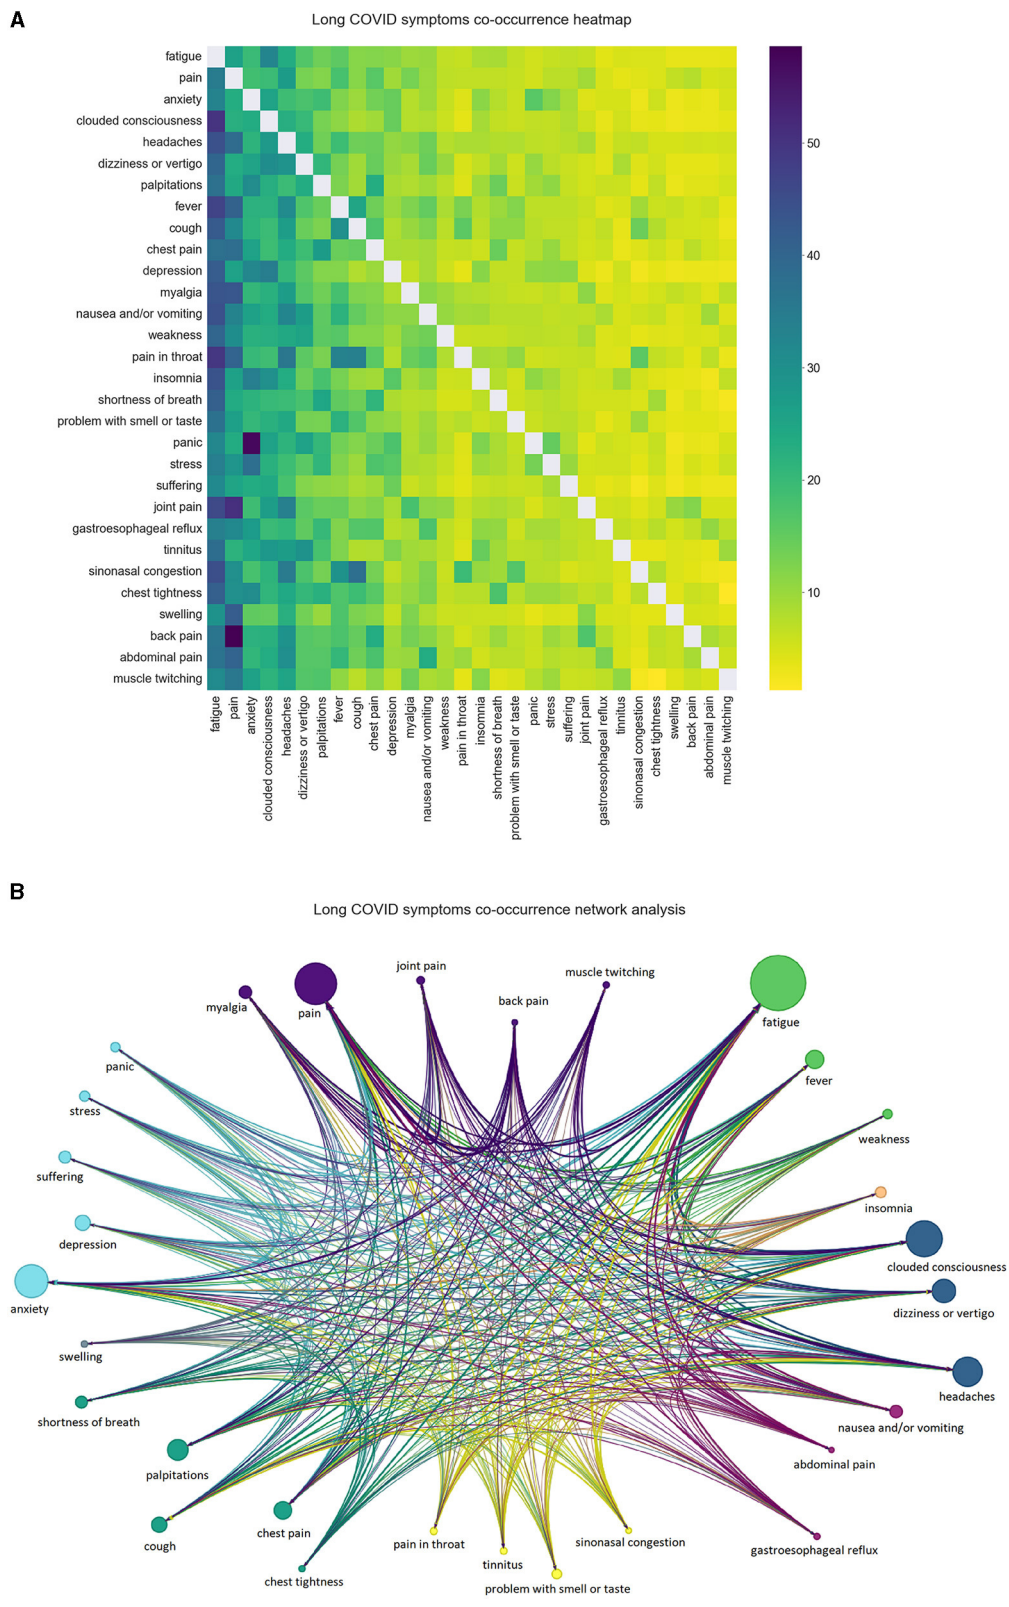 A
Long COVID symptoms co-occurrence heatmap
fatigue
pain
anxiety
clouded consciousness
headaches
dizziness or vertigo
palpitations
fever
cough
chest pain
depression
myalgia
nausea and/or vomiting
weakness
pain in throat
insomnia
shortness of breath
problem with smell or taste
panic
stress
suffering
joint pain
gastroesophageal reflux
tinnitus
sinonasal congestion
chest tightness
swelling
back pain
abdominal pain
muscle twitching
50
40
30
20
10
fatigue
pain
anxiety
clouded consciousness
headaches
dizziness or vertigo
palpitations
fever
cough
chest pain
depression
myalgia
nausea and/or vomiting
weakness
pain in throat
insomnia
shortness of breath
problem with smell or taste
panic
stress
suffering
joint pain
gastroesophageal reflux
tinnitus
sinonasal congestion
chest tightness
swelling
back pain
abdominal pain
muscle twitching
B
Long COVID symptoms co-occurrence network analysis
joint pain
muscle twitching
myalgia
pain
back pain
fatigue
panic
fever
stress
weakness
suffering
insomnia
depression
clouded consciousness
anxiety
dizziness or vertigo
swelling
headaches
shortness of breath
nausea and/or vomiting
palpitations
abdominal pain
cough
chest pain
pain in throat
sinonasal congestion
gastroesophageal reflux
tinnitus
chest tightness
problem with smell or taste